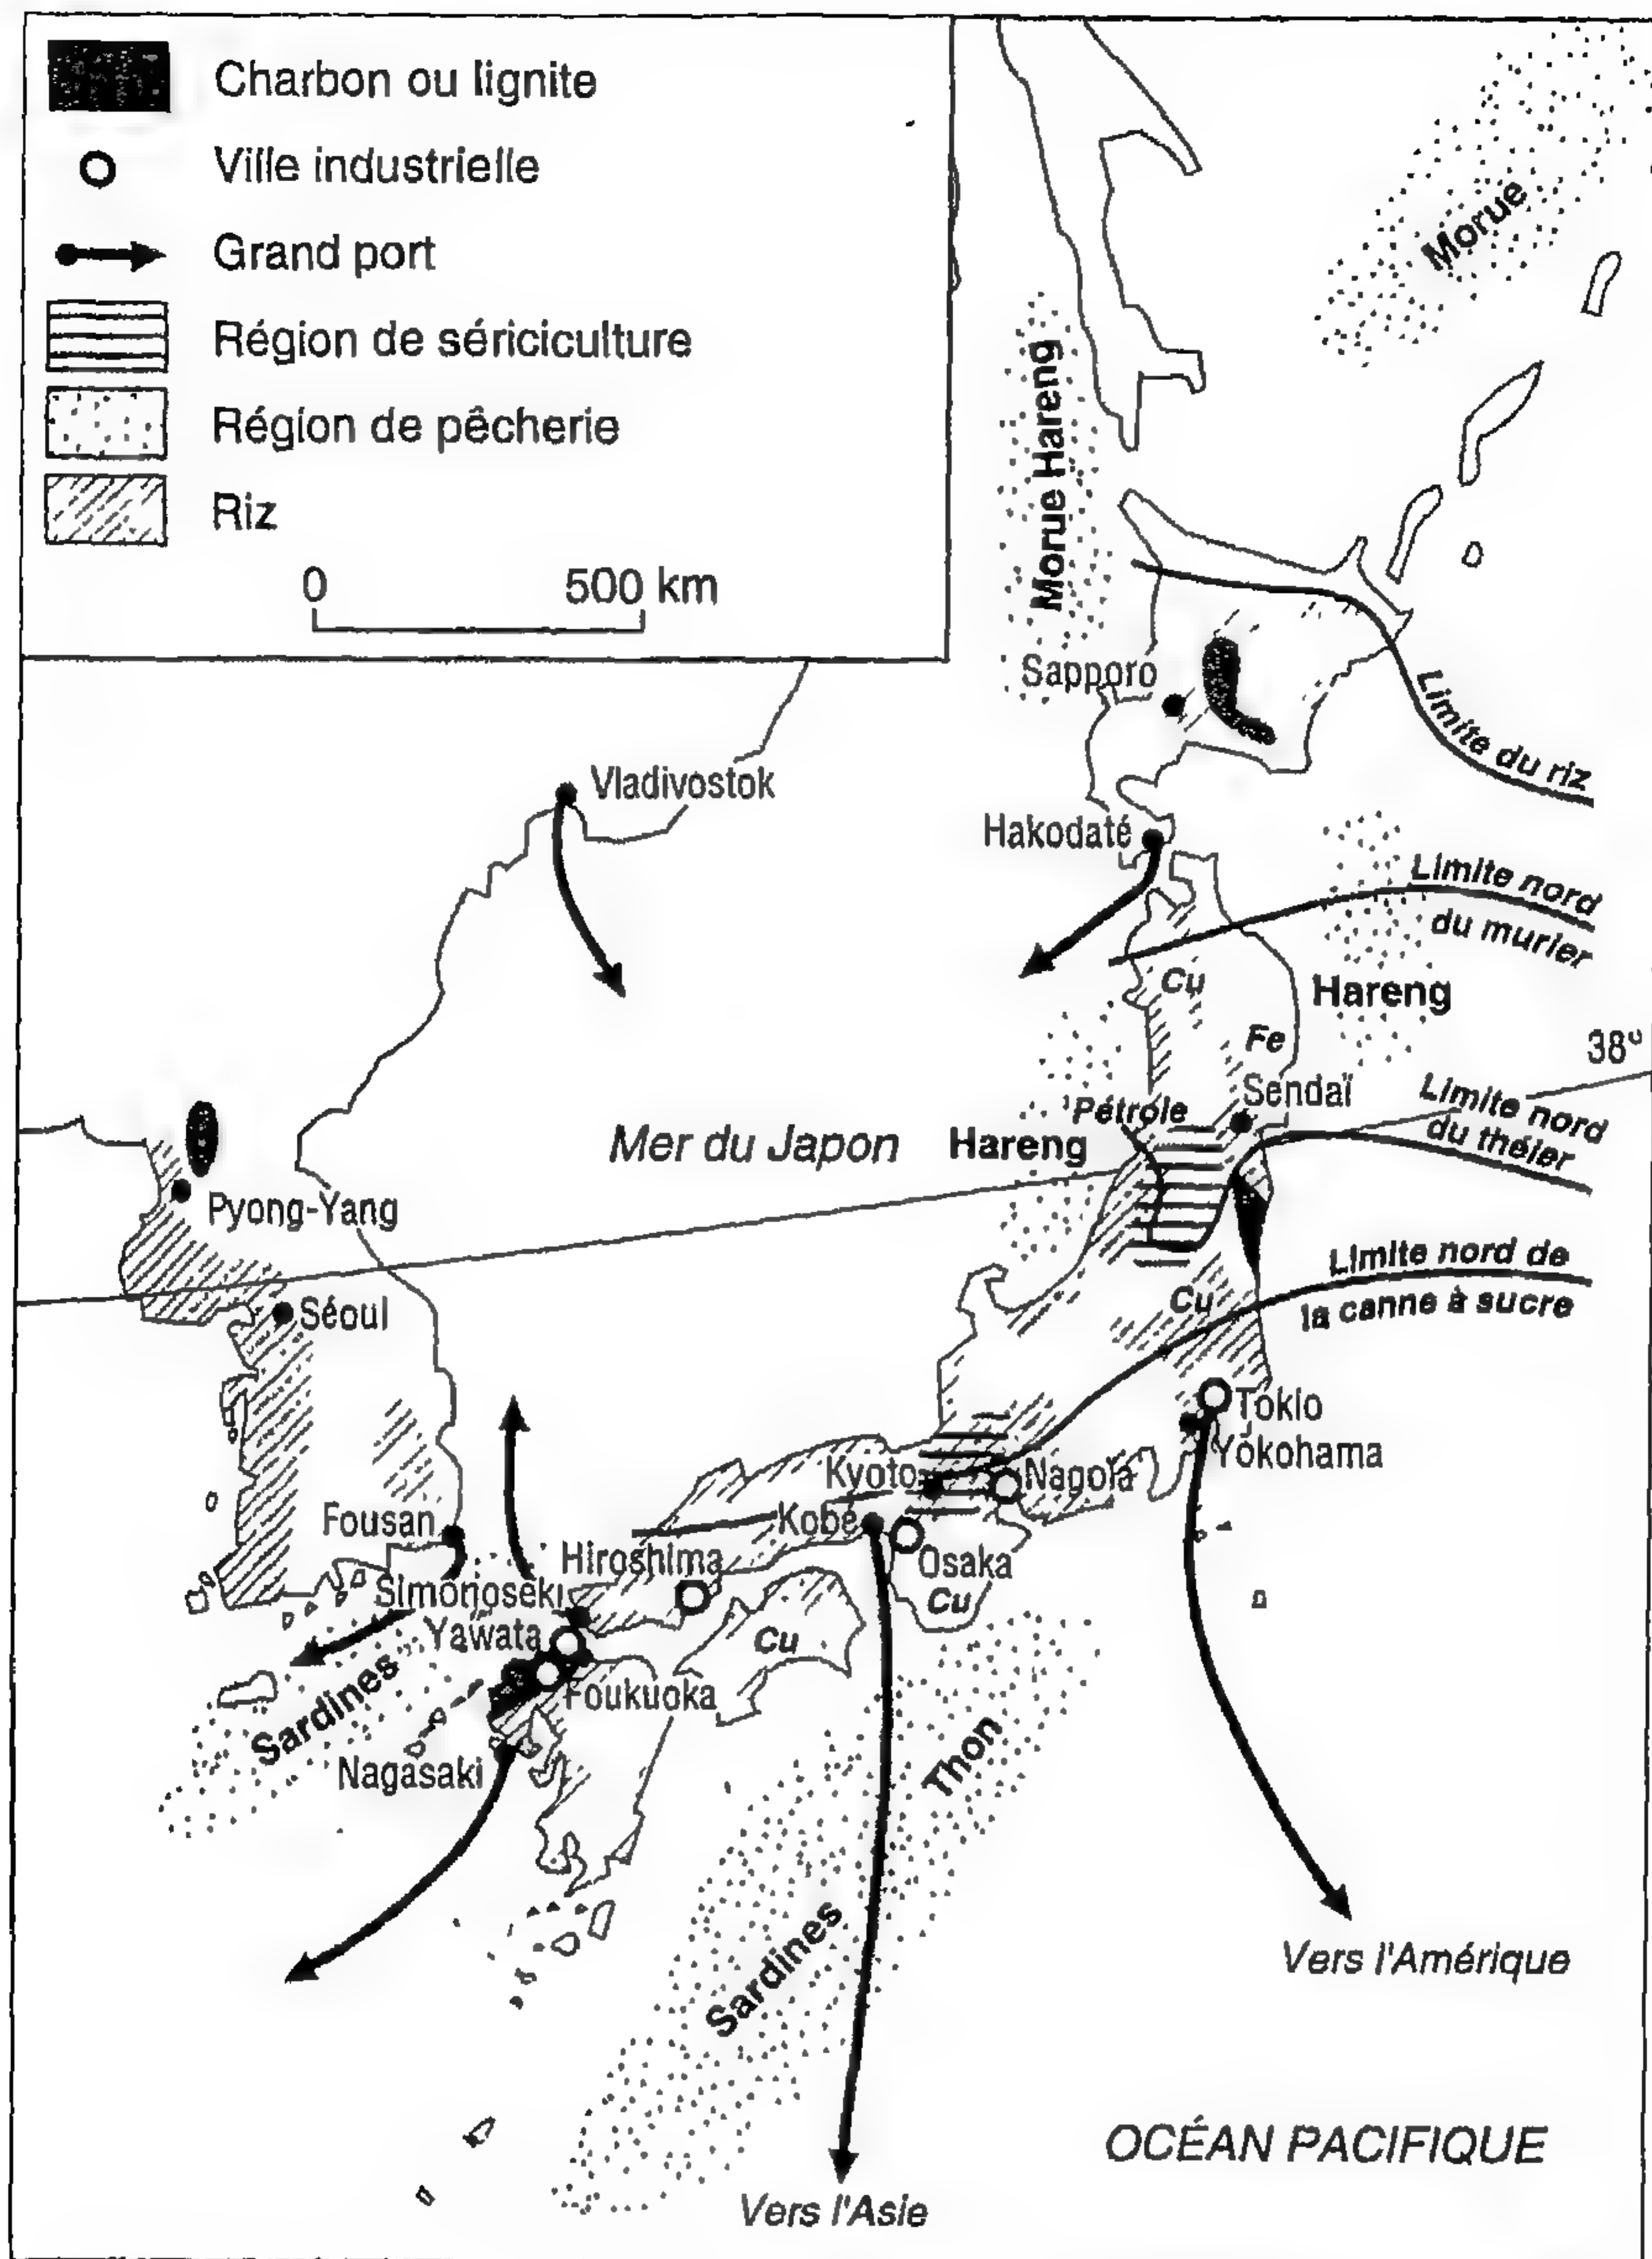 Charbon ou lignite
Ville industrielle
Grand port
Région de sériciculture
Région de pêcherie
Riz
0 500 km
Morue
Morue Hareng
Sapporo
Limite du riz
Vladivostok
Hakodaté
Limite nord
du murier
Cu
Hareng
Fe
38°
Sendaï
Limite nord
du théier
Pétrole
Mer du Japon
Hareng
Pyong-Yang
Limite nord de
la canne à sucre
Cu
Séoul
Tokio
Yokohama
Kyoto
Nagoïa
Kobé
Fousan
Hiroshima
Osaka
Simonoseki
Cu
Yawata
Cu
Foukuoka
Sardines
Thon
Nagasaki
Sardines
Vers l'Amérique
OCÉAN PACIFIQUE
Vers l'Asie